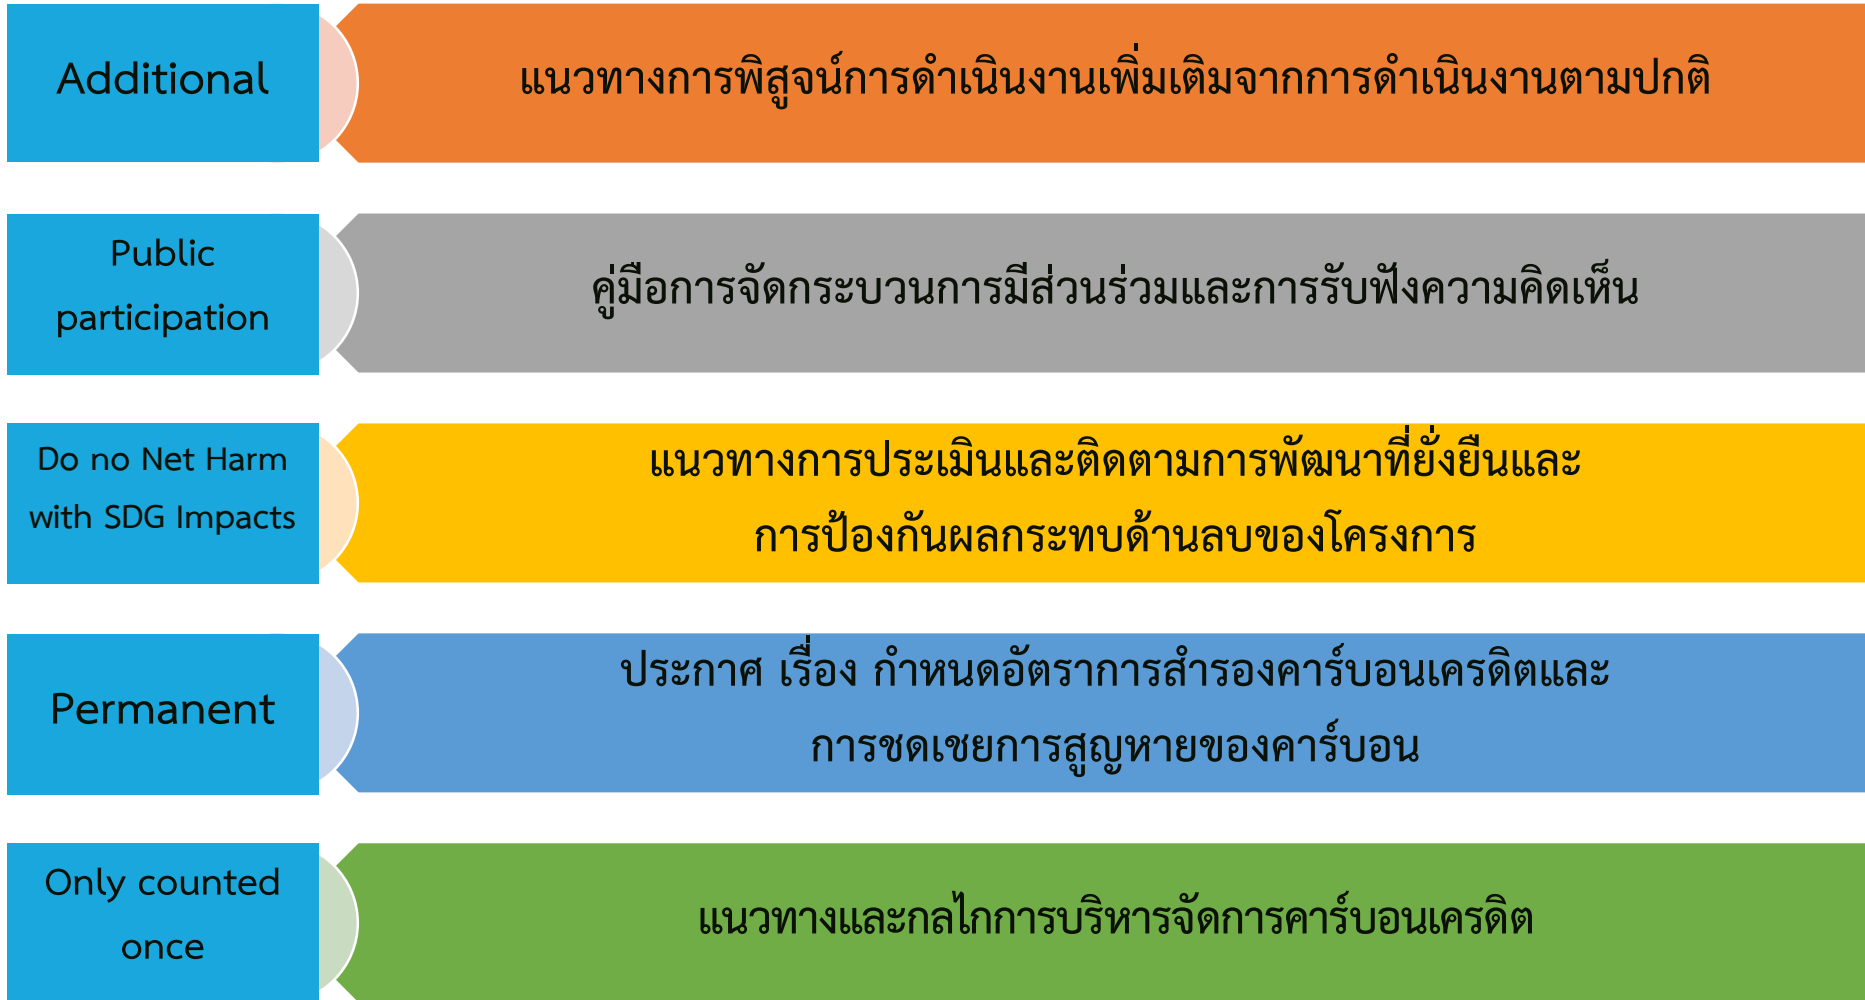 Additional
แนวทางการพิสูจน์การดำเนินงานเพิ่มเติมจากการดำเนินงานตามปกติ
Public
participation
คู่มือการจัดกระบวนการมีส่วนร่วมและการรับฟังความคิดเห็น
Do no Net Harm
with SDG Impacts
แนวทางการประเมินและติดตามการพัฒนาที่ยั่งยืนและ
การป้องกันผลกระทบด้านลบของโครงการ
Permanent
ประกาศ เรื่อง กำหนดอัตราการสำรองคาร์บอนเครดิตและ
การชดเชยการสูญหายของคาร์บอน
Only counted
once
แนวทางและกลไกการบริหารจัดการคาร์บอนเครดิต